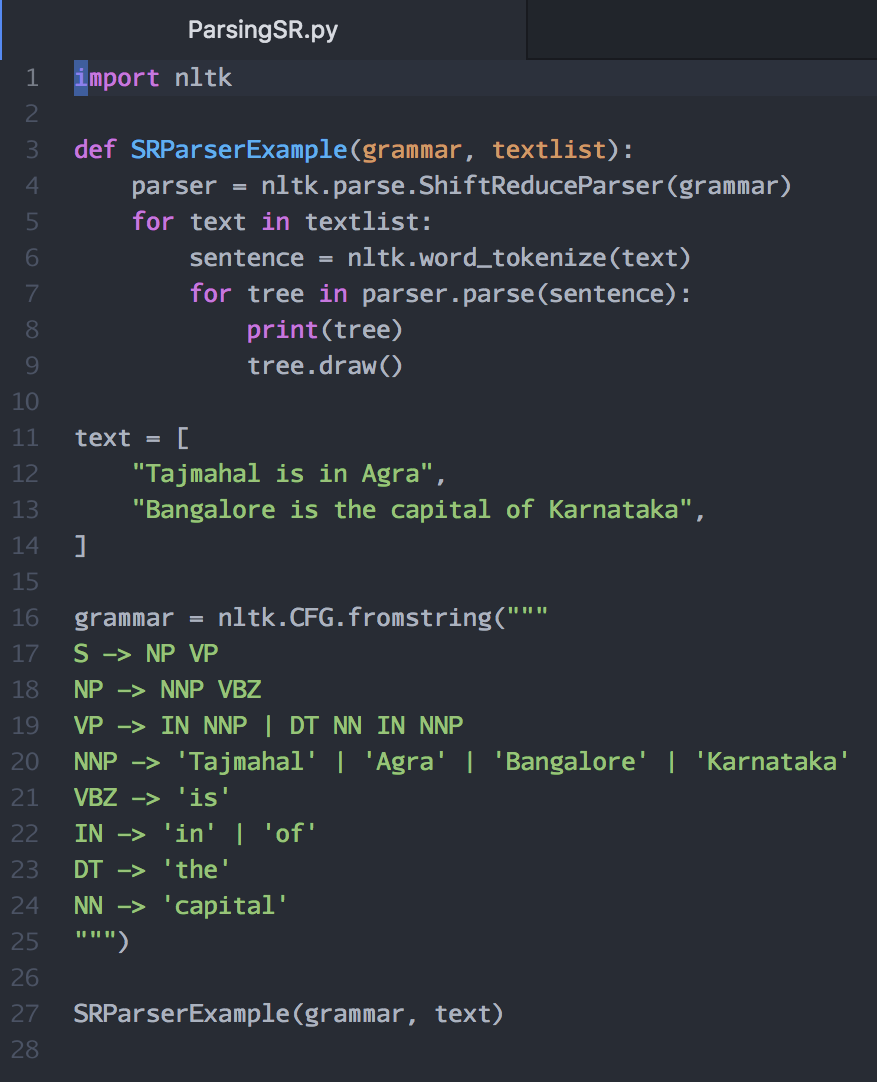 ParsingSR.py
1 import nltk
2
3 def SRParserExample(grammar, textlist):
4     parser = nltk.parse.ShiftReduceParser(grammar)
5     for text in textlist:
6         sentence = nltk.word_tokenize(text)
7         for tree in parser.parse(sentence):
8             print(tree)
9             tree.draw()
10
11 text = [
12     "Tajmahal is in Agra",
13     "Bangalore is the capital of Karnataka",
14 ]
15
16 grammar = nltk.CFG.fromstring("""
17 S -> NP VP
18 NP -> NNP VBZ
19 VP -> IN NNP | DT NN IN NNP
20 NNP -> 'Tajmahal' | 'Agra' | 'Bangalore' | 'Karnataka'
21 VBZ -> 'is'
22 IN -> 'in' | 'of'
23 DT -> 'the'
24 NN -> 'capital'
25 """)
26
27 SRParserExample(grammar, text)
28